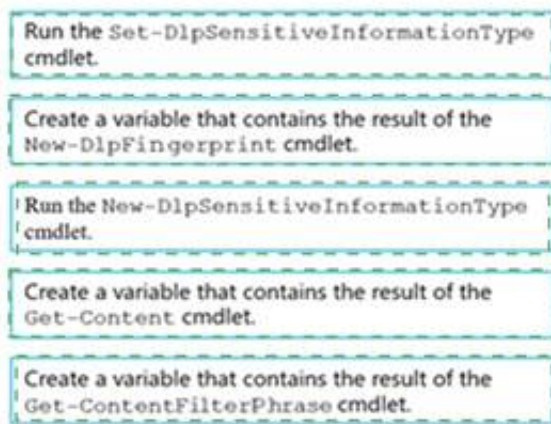 Run the Set-DlpSensitiveInformationType
cmdlet.
Create a variable that contains the result of the
New-DlpFingerprint cmdlet.
Run the New-DlpSensitiveInformationType
cmdlet.
Create a variable that contains the result of the
Get-Content cmdlet.
Create a variable that contains the result of the
Get-ContentFilterPhrase cmdlet.